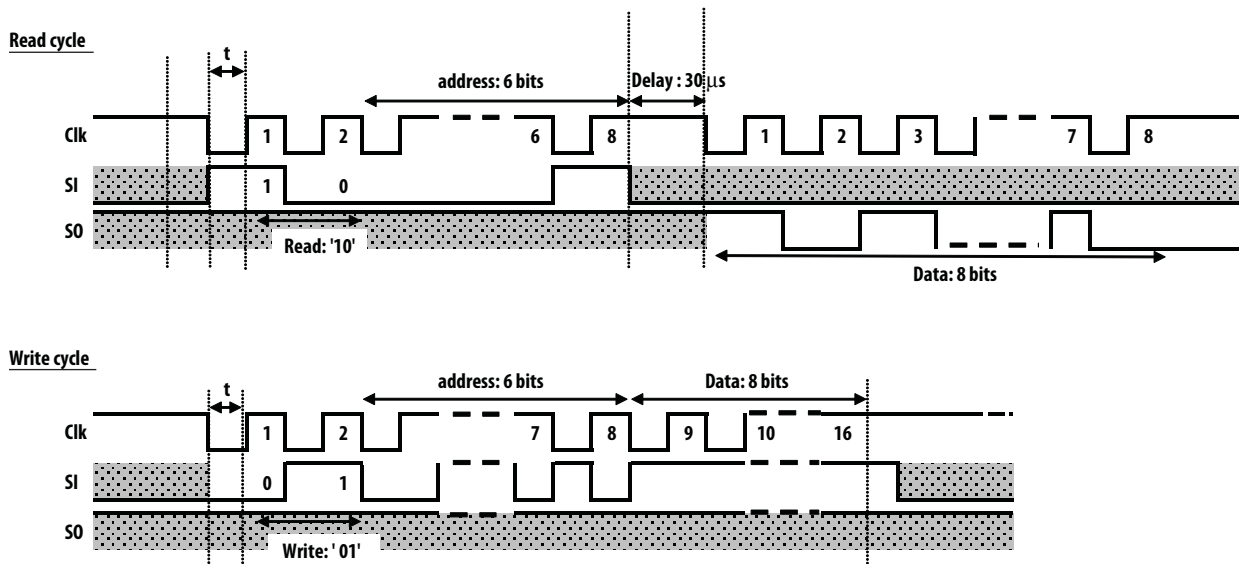 Read cycle
t
address: 6 bits
Delay : 30 μs
Clk 1 2 6 8 1 2 3 7 8
SI 1 0
SO
Read: '10'
Data: 8 bits
Write cycle
t
address: 6 bits
Data: 8 bits
Clk 1 2 7 8 9 10 16
SI 0 1
SO
Write: ' 01'